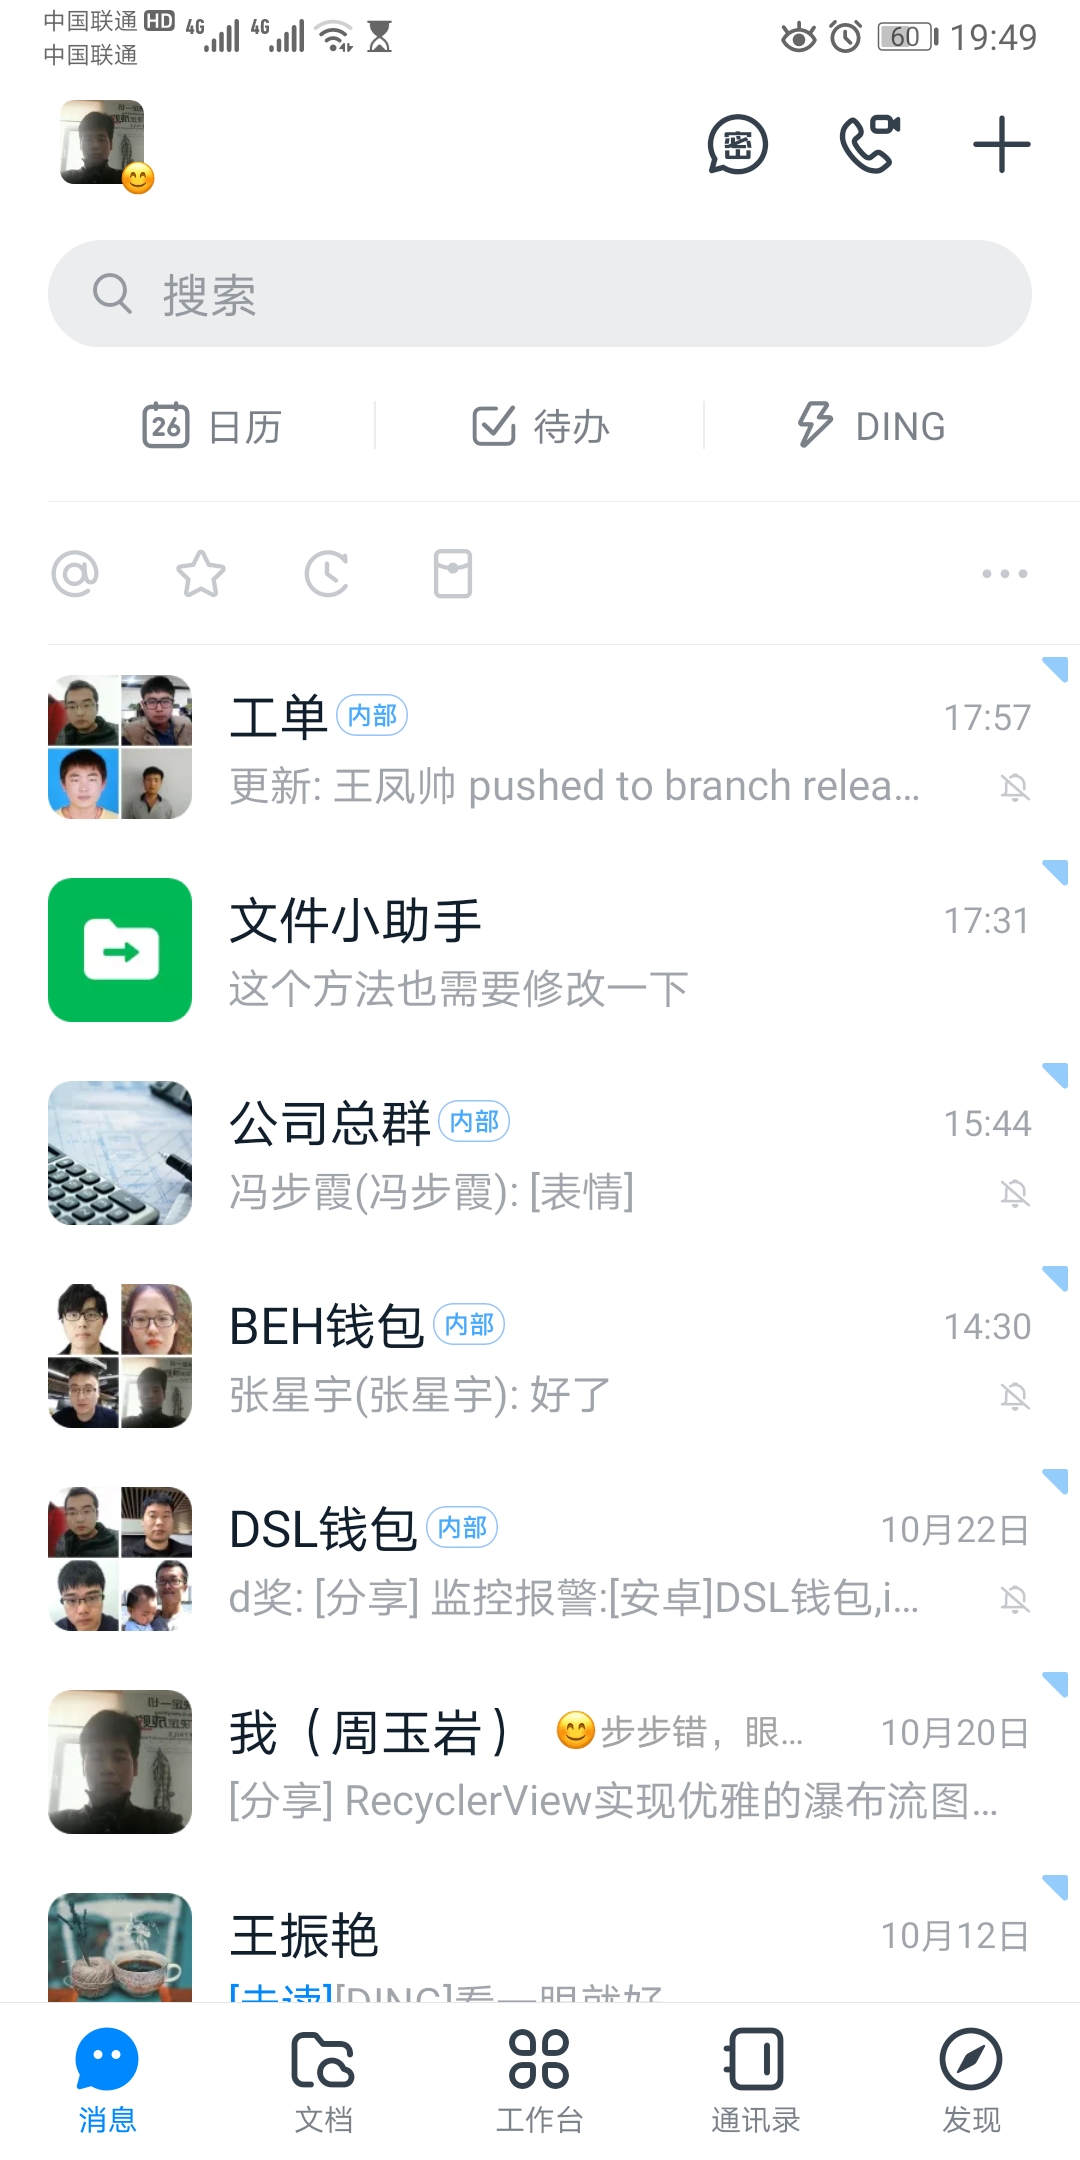 中国联通 HD 4G 4G 60 19:49
中国联通
密
搜索
26 日历 待办 DING
工单 内部 17:57
更新: 王凤帅 pushed to branch relea...
文件小助手 17:31
这个方法也需要修改一下
公司总群 内部 15:44
冯步霞(冯步霞): [表情]
BEH钱包 内部 14:30
张星宇(张星宇): 好了
DSL钱包 内部 10月22日
d奖: [分享] 监控报警:[安卓]DSL钱包,i...
我（周玉岩） 😊步步错，眼... 10月20日
[分享] RecyclerView实现优雅的瀑布流图...
王振艳 10月12日
[未读][DING]看一眼就好
消息 文档 工作台 通讯录 发现